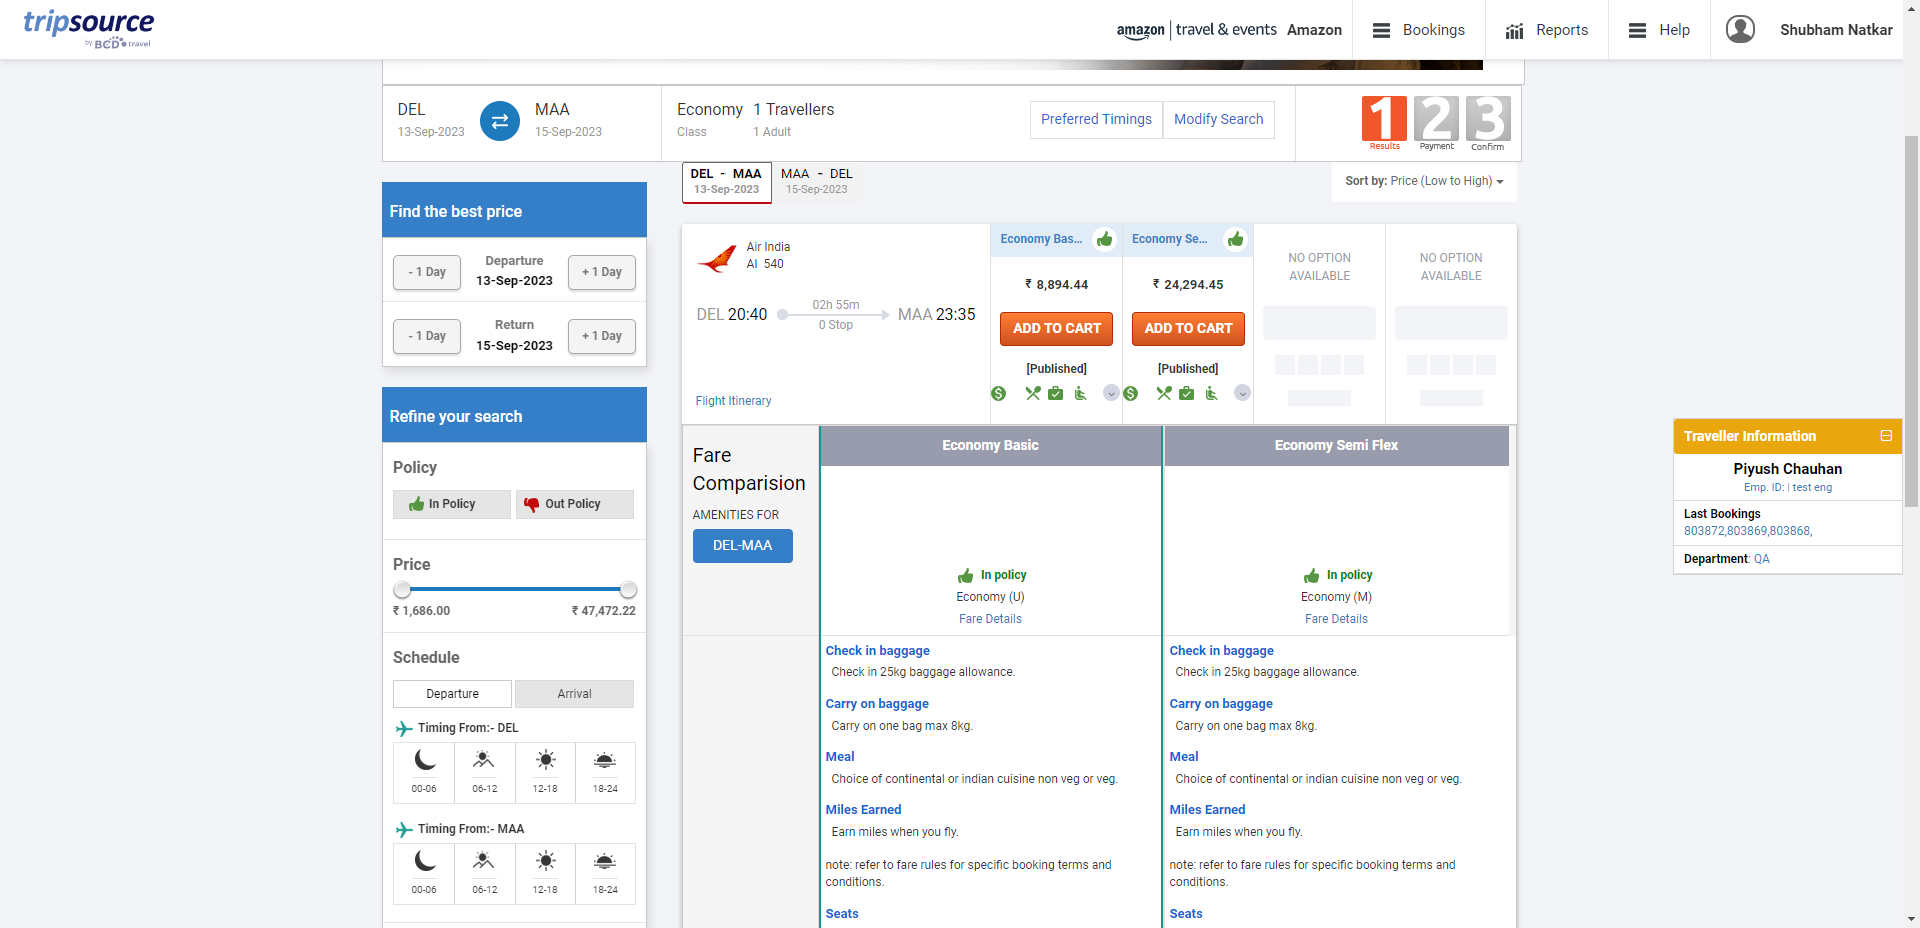 tripsource
by BCD travel
amazon | travel & events Amazon
Bookings
Reports
Help
Shubham Natkar
DEL
13-Sep-2023
MAA
15-Sep-2023
Economy
Class
1 Travellers
1 Adult
Preferred Timings
Modify Search
1
Results
2
Payment
3
Confirm
DEL - MAA
13-Sep-2023
MAA - DEL
15-Sep-2023
Sort by: Price (Low to High)
Find the best price
- 1 Day
Departure
13-Sep-2023
+ 1 Day
- 1 Day
Return
15-Sep-2023
+ 1 Day
Refine your search
Policy
In Policy
Out Policy
Price
₹ 1,686.00
₹ 47,472.22
Schedule
Departure
Arrival
Timing From:- DEL
00-06
06-12
12-18
18-24
Timing From:- MAA
00-06
06-12
12-18
18-24
Air India
AI 540
DEL 20:40
02h 55m
0 Stop
MAA 23:35
Flight Itinerary
Economy Bas...
₹ 8,894.44
ADD TO CART
[Published]
Economy Se...
₹ 24,294.45
ADD TO CART
[Published]
NO OPTION
AVAILABLE
NO OPTION
AVAILABLE
Fare
Comparision
AMENITIES FOR
DEL-MAA
Economy Basic
In policy
Economy (U)
Fare Details
Check in baggage
Check in 25kg baggage allowance.
Carry on baggage
Carry on one bag max 8kg.
Meal
Choice of continental or indian cuisine non veg or veg.
Miles Earned
Earn miles when you fly.
note: refer to fare rules for specific booking terms and
conditions.
Seats
Economy Semi Flex
In policy
Economy (M)
Fare Details
Check in baggage
Check in 25kg baggage allowance.
Carry on baggage
Carry on one bag max 8kg.
Meal
Choice of continental or indian cuisine non veg or veg.
Miles Earned
Earn miles when you fly.
note: refer to fare rules for specific booking terms and
conditions.
Seats
Traveller Information
Piyush Chauhan
Emp. ID: | test eng
Last Bookings
803872,803869,803868,
Department: QA